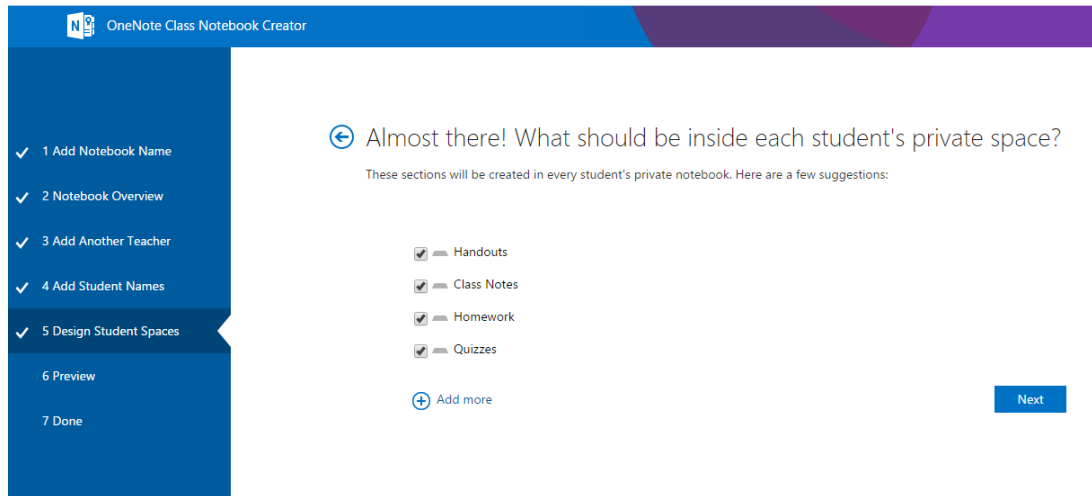 OneNote Class Notebook Creator
1 Add Notebook Name
2 Notebook Overview
3 Add Another Teacher
4 Add Student Names
5 Design Student Spaces
6 Preview
7 Done
Almost there! What should be inside each student's private space?
These sections will be created in every student's private notebook. Here are a few suggestions:
Handouts
Class Notes
Homework
Quizzes
Add more
Next